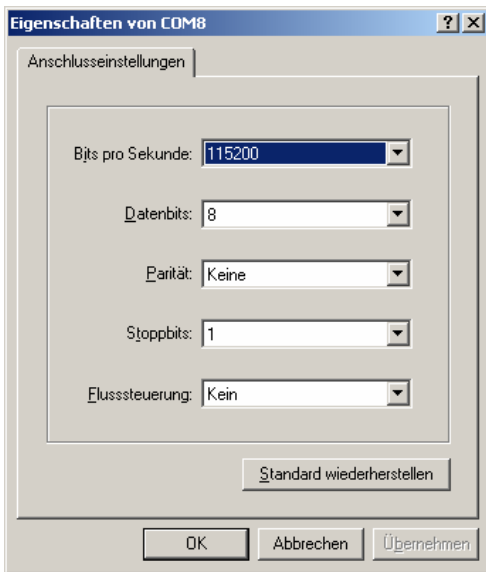 Eigenschaften von COM8
Anschlusseinstellungen
Bits pro Sekunde: 115200
Datenbits: 8
Parität: Keine
Stoppbits: 1
Flusssteuerung: Kein
Standard wiederherstellen
OK Abbrechen Übernehmen